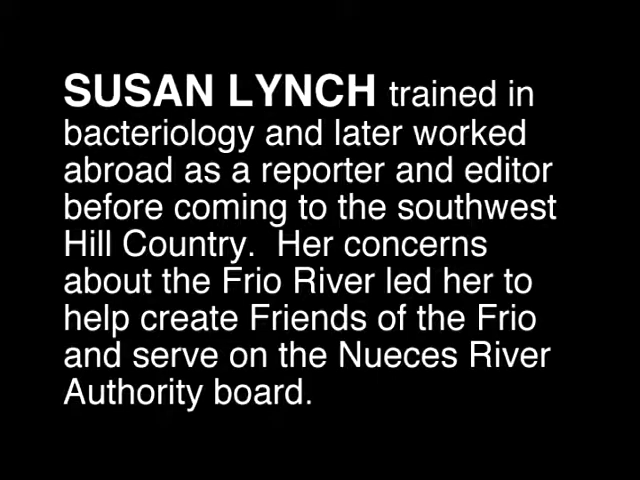 SUSAN LYNCH trained in
bacteriology and later worked
abroad as a reporter and editor
before coming to the southwest
Hill Country.  Her concerns
about the Frio River led her to
help create Friends of the Frio
and serve on the Nueces River
Authority board.